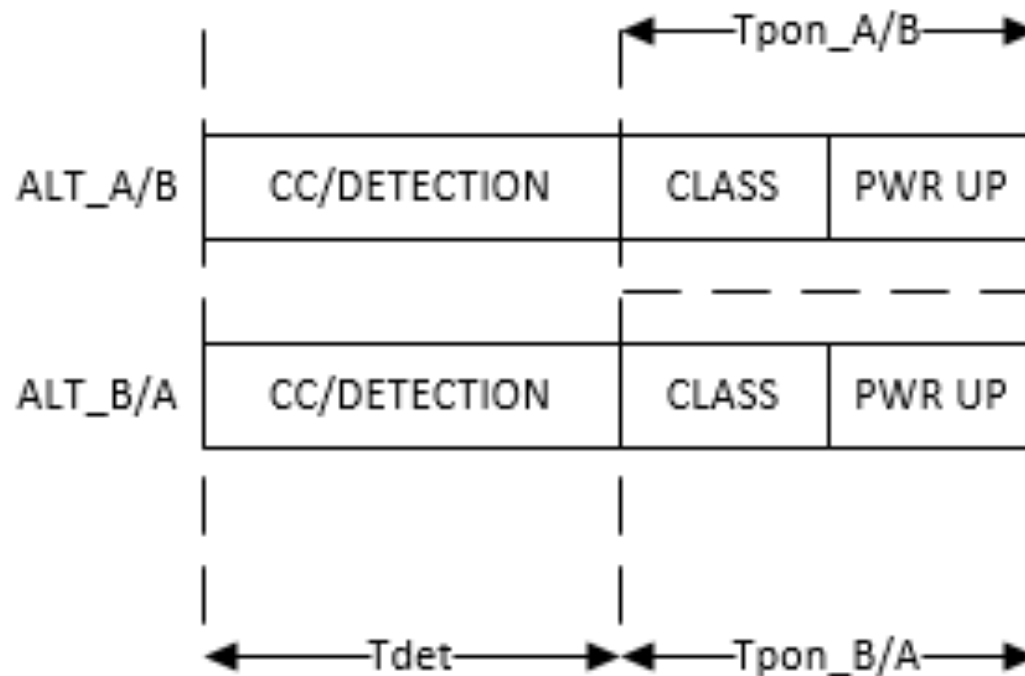 Tpon_A/B
ALT_A/B CC/DETECTION CLASS PWR UP
ALT_B/A CC/DETECTION CLASS PWR UP
Tdet Tpon_B/A